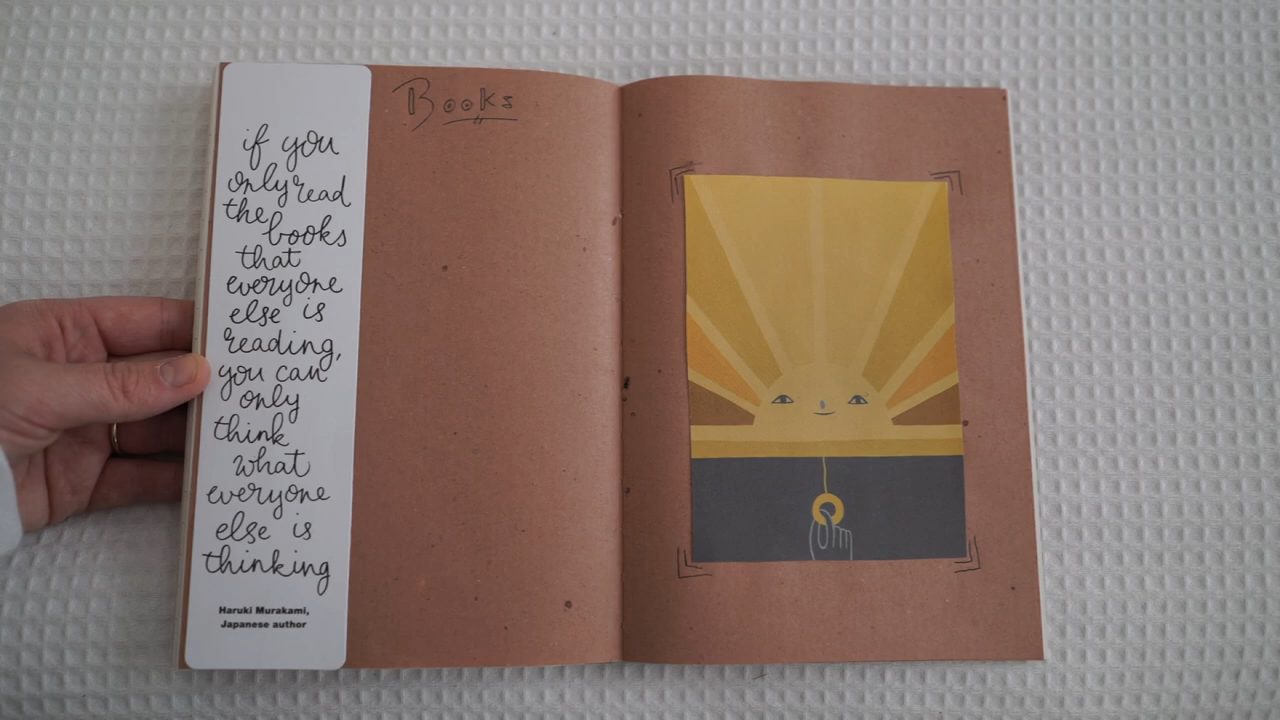 if you
only read
the
books
that
everyone
else is
reading,
you can
only
think
what
everyone
else is
thinking
Haruki Murakami,
Japanese author
Books